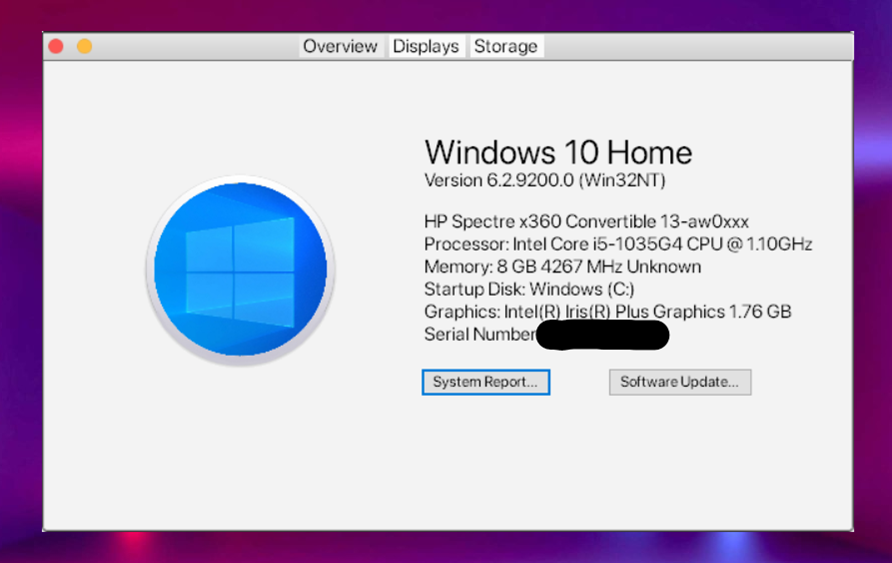 Overview Displays Storage
Windows 10 Home
Version 6.2.9200.0 (Win32NT)
HP Spectre x360 Convertible 13-aw0xxx
Processor: Intel Core i5-1035G4 CPU @ 1.10GHz
Memory: 8 GB 4267 MHz Unknown
Startup Disk: Windows (C:)
Graphics: Intel(R) Iris(R) Plus Graphics 1.76 GB
Serial Number
System Report... Software Update...